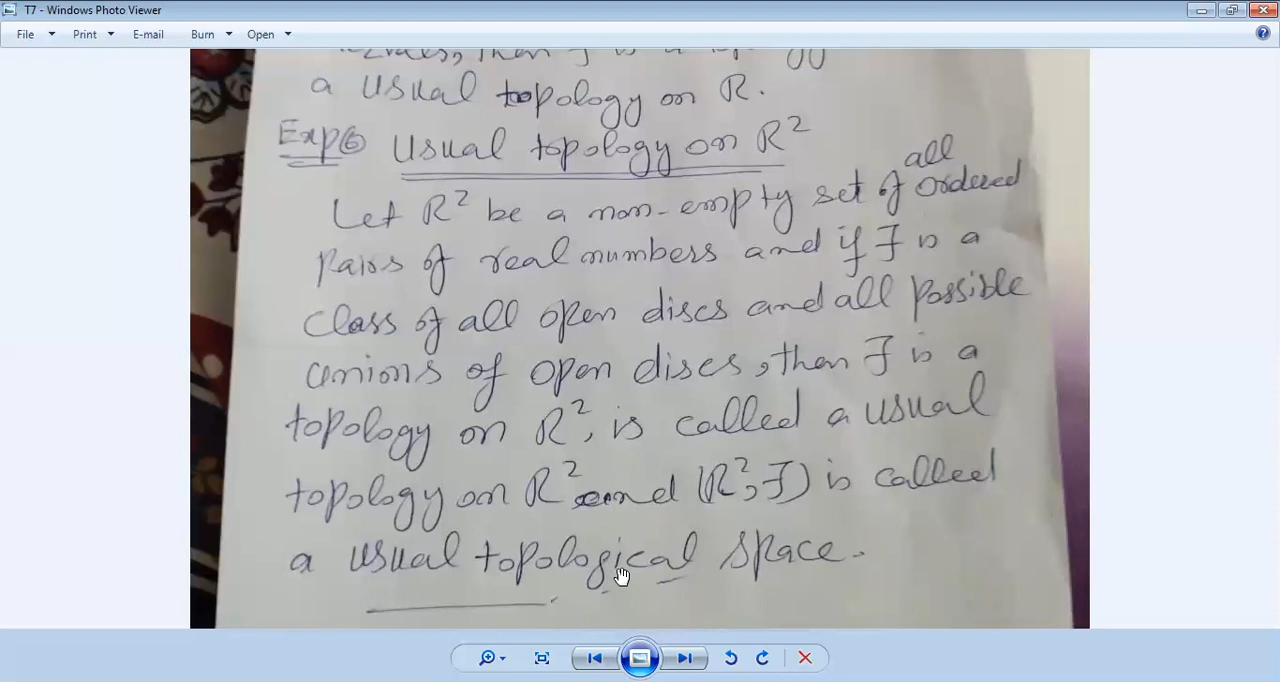 T7 - Windows Photo Viewer
File Print E-mail Burn Open
then J is a
a usual topology on R.
Exp⑥ usual topology on R²
all
Let R² be a non-empty set of ordered
pairs of real numbers and if J is a
class of all open discs and all possible
unions of open discs, then J is a
topology on R², is called a usual
topology on R² and (R², J) is called
a usual topological space.